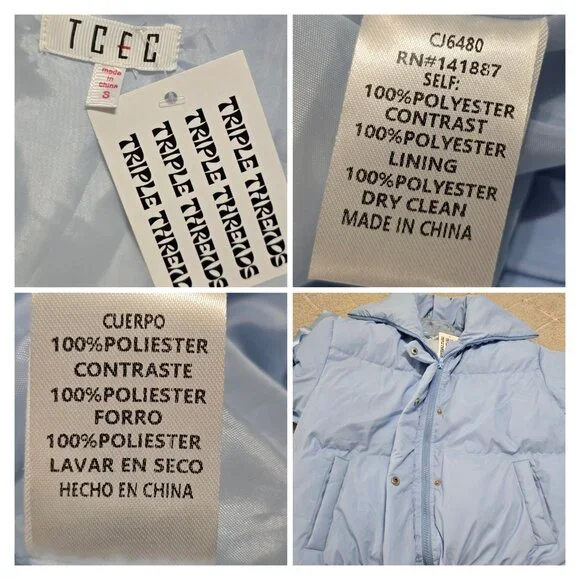 TCEC
made
in
china
S
TRIPLE THREADS
TRIPLE THREADS
TRIPLE THREADS
TRIPLE THREADS
CJ6480
RN#141887
SELF:
100%POLYESTER
CONTRAST
100%POLYESTER
LINING
100%POLYESTER
DRY CLEAN
MADE IN CHINA
CUERPO
100%POLIESTER
CONTRASTE
100%POLIESTER
FORRO
100%POLIESTER
LAVAR EN SECO
HECHO EN CHINA